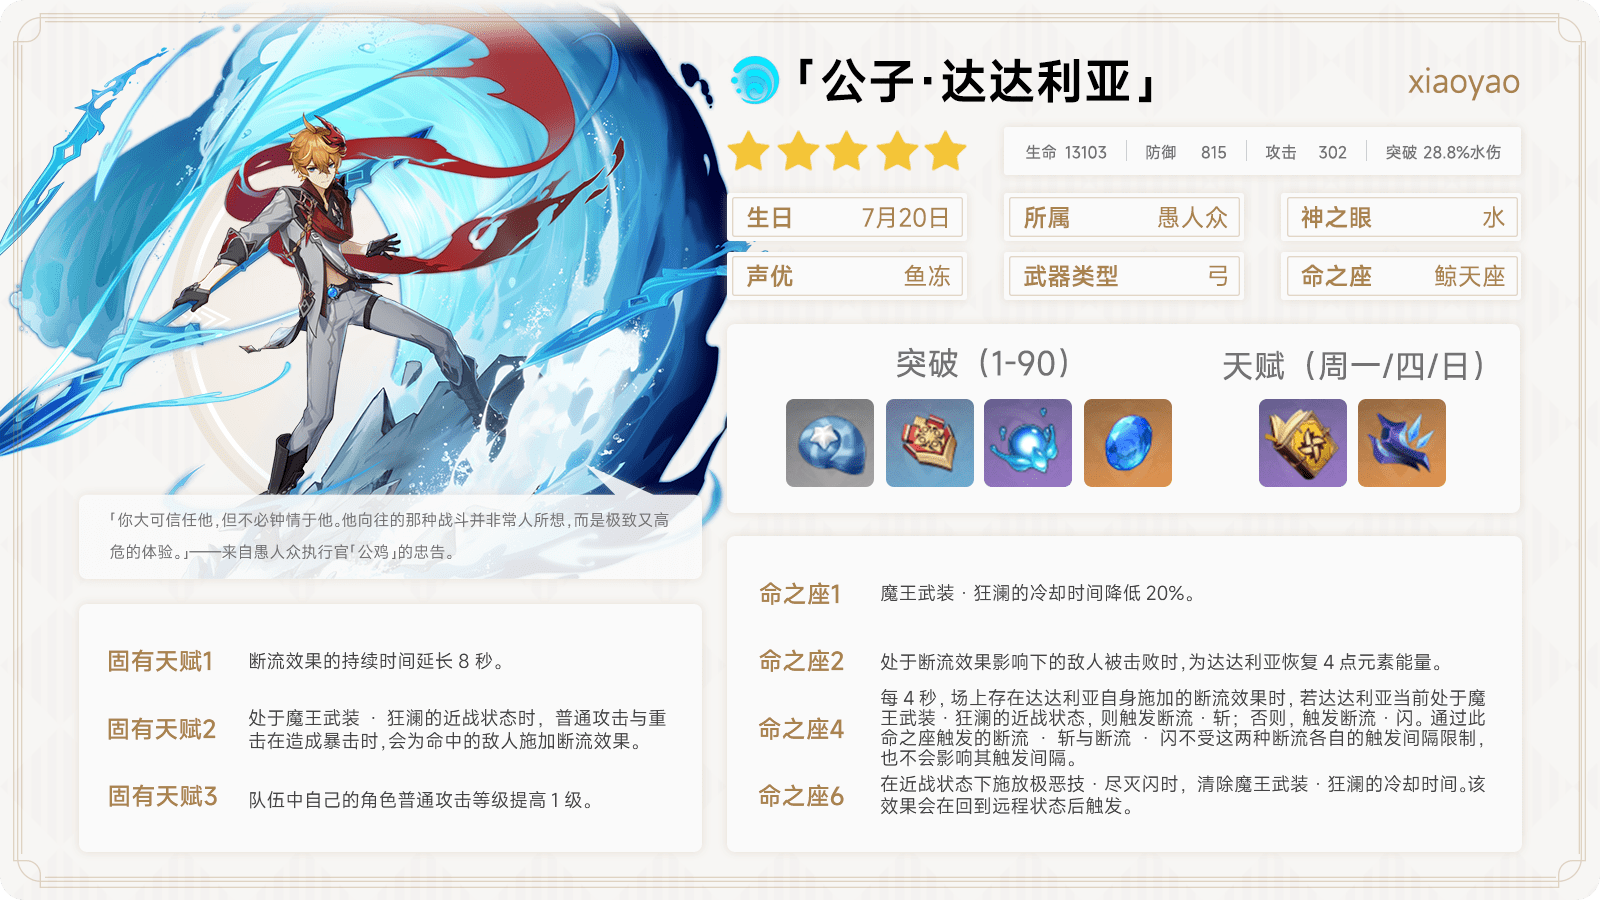 「公子·达达利亚」
xiaoyao
生命 13103 防御 815 攻击 302 突破 28.8%水伤
生日 7月20日
所属 愚人众
神之眼 水
声优 鱼冻
武器类型 弓
命之座 鲸天座
突破（1-90）
天赋（周一/四/日）
「你大可信任他,但不必钟情于他。他向往的那种战斗并非常人所想,而是极致又高
危的体验。」——来自愚人众执行官「公鸡」的忠告。
固有天赋1 断流效果的持续时间延长 8 秒。
固有天赋2 处于魔王武装 · 狂澜的近战状态时，普通攻击与重
击在造成暴击时,会为命中的敌人施加断流效果。
固有天赋3 队伍中自己的角色普通攻击等级提高 1 级。
命之座1 魔王武装 · 狂澜的冷却时间降低 20%。
命之座2 处于断流效果影响下的敌人被击败时,为达达利亚恢复 4 点元素能量。
命之座4 每 4 秒，场上存在达达利亚自身施加的断流效果时，若达达利亚当前处于魔
王武装 · 狂澜的近战状态，则触发断流 · 斩；否则，触发断流 · 闪。通过此
命之座触发的断流 · 斩与断流 · 闪不受这两种断流各自的触发间隔限制，
也不会影响其触发间隔。
命之座6 在近战状态下施放极恶技 · 尽灭闪时，清除魔王武装 · 狂澜的冷却时间。该
效果会在回到远程状态后触发。